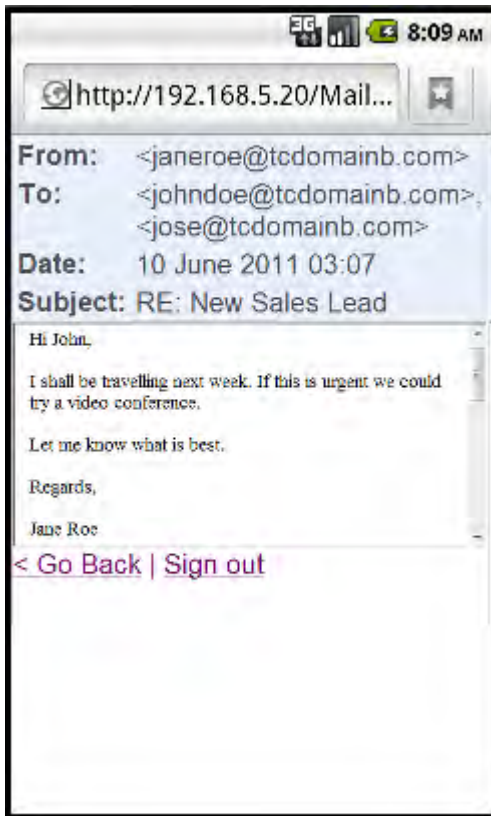 3G 8:09 AM
http://192.168.5.20/Mail...
From: <janeroe@tcdomainb.com>
To: <johndoe@tcdomainb.com>,
<jose@tcdomainb.com>
Date: 10 June 2011 03:07
Subject: RE: New Sales Lead
Hi John,
I shall be travelling next week. If this is urgent we could
try a video conference.
Let me know what is best.
Regards,
Jane Roe
< Go Back | Sign out